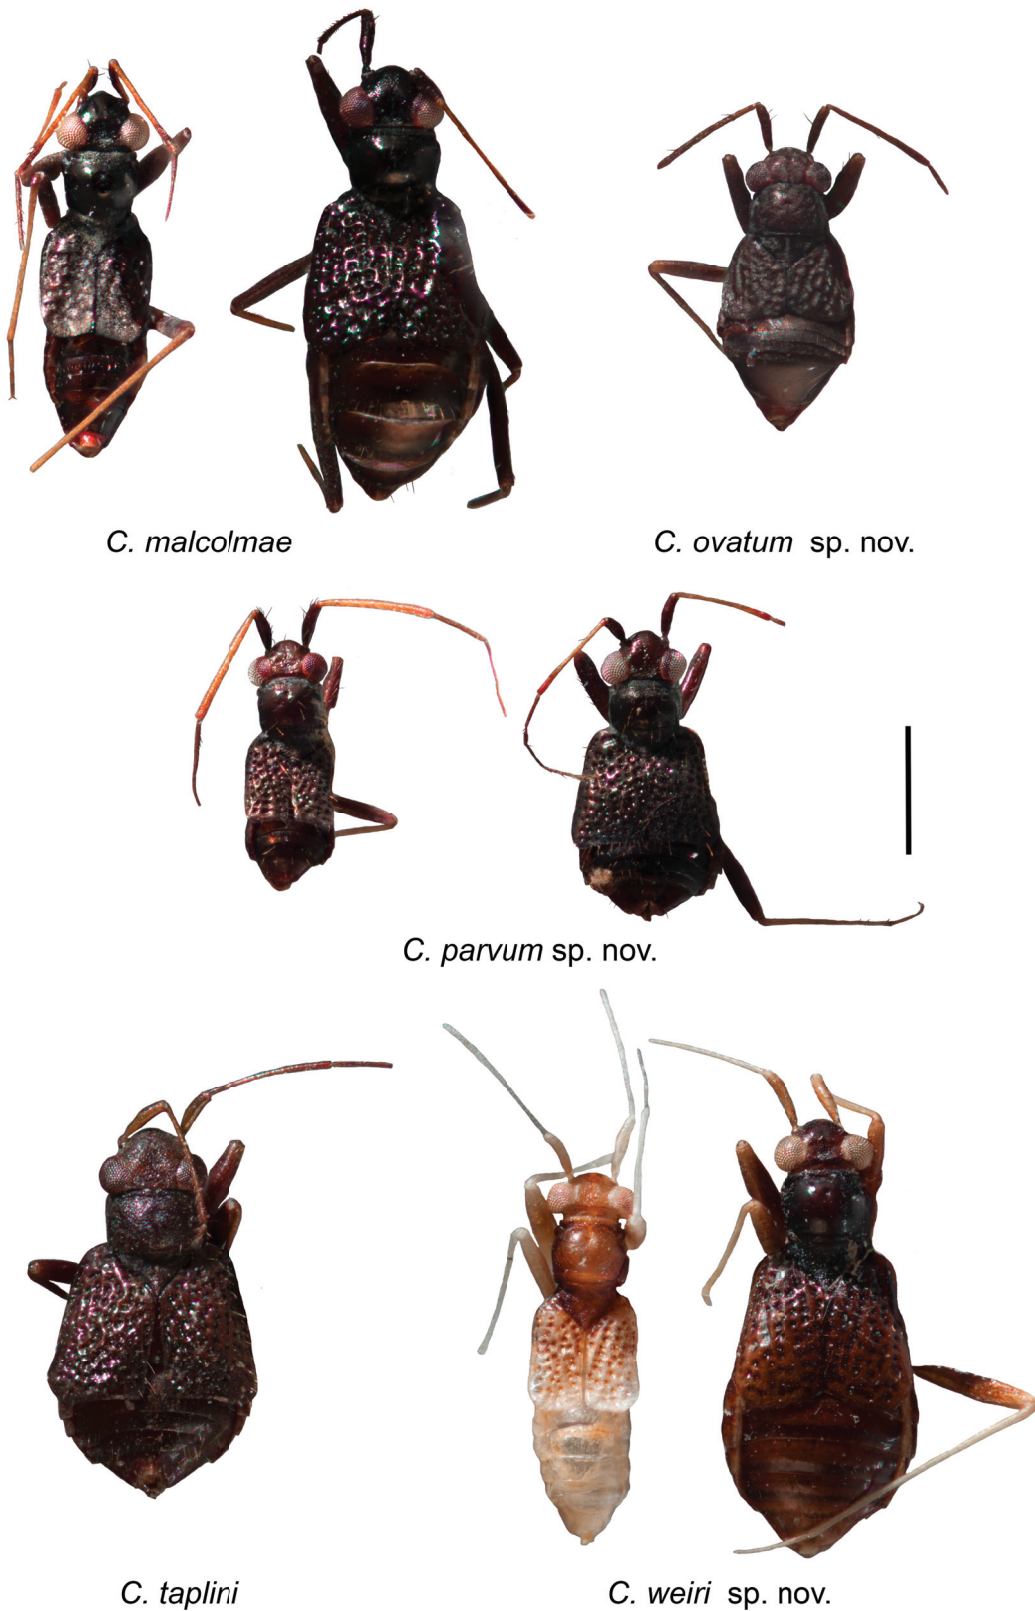 C. malcolmae
C. ovatum sp. nov.
C. parvum sp. nov.
C. taplini
C. weiri sp. nov.